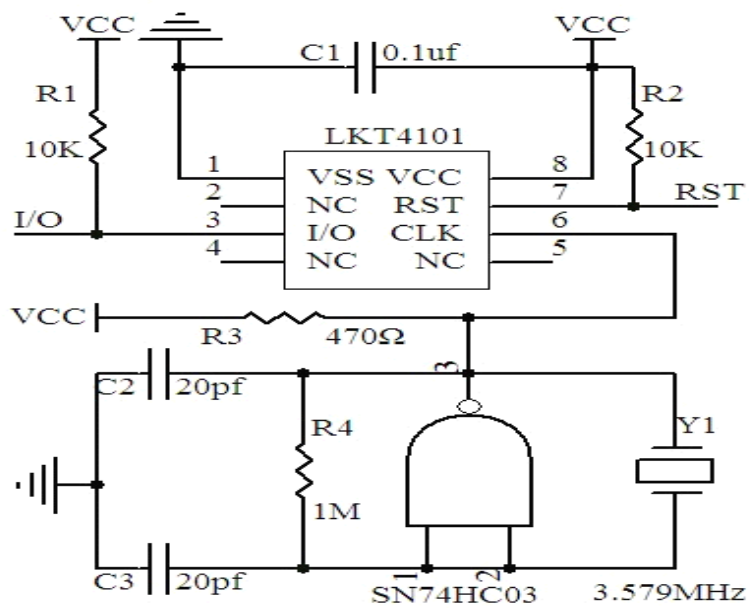 VCC
VCC
C1
0.1uf
R1
R2
LKT4101
10K
10K
1
VSS
VCC
8
2
NC
RST
7
RST
I/O
3
I/O
CLK
6
4
NC
NC
5
VCC
R3
470Ω
3
C2
20pf
R4
Y1
1M
1
2
C3
20pf
SN74HC03
3.579MHz